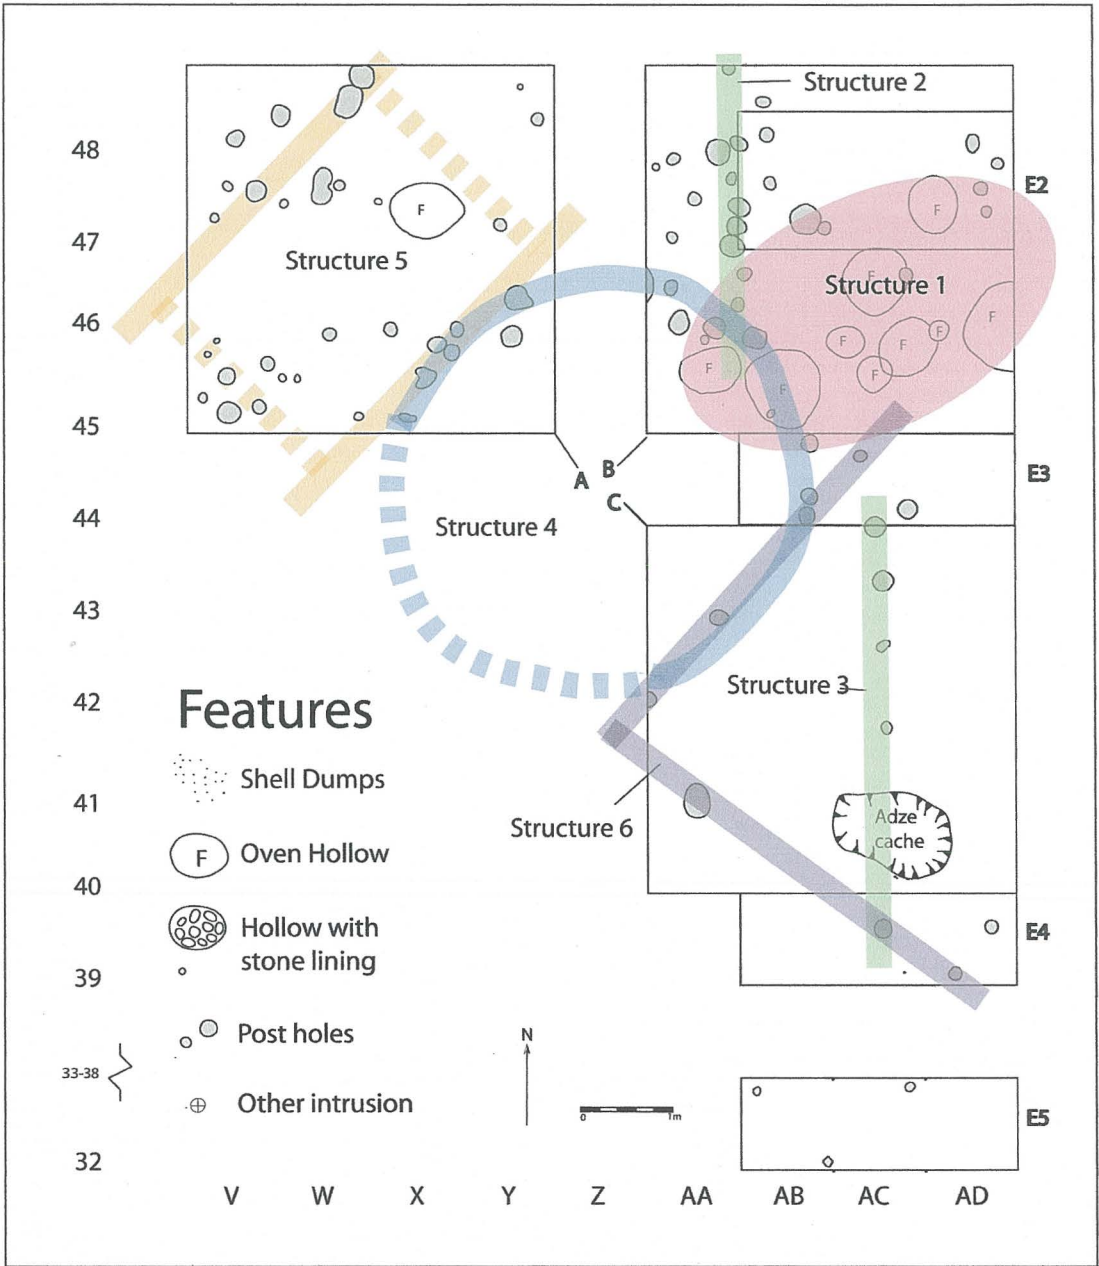 Structure 2
48
E2
F
F
47
Structure 5
F
Structure 1
46
F
F
F
F
F
F
F
45
B
A
E3
C
44
Structure 4
43
Structure 3
42
Features
Shell Dumps
41
Adze
cache
Structure 6
F Oven Hollow
40
Hollow with
stone lining
E4
39
Post holes
N
33-38
Other intrusion
0 1m
E5
32
V W X Y Z AA AB AC AD